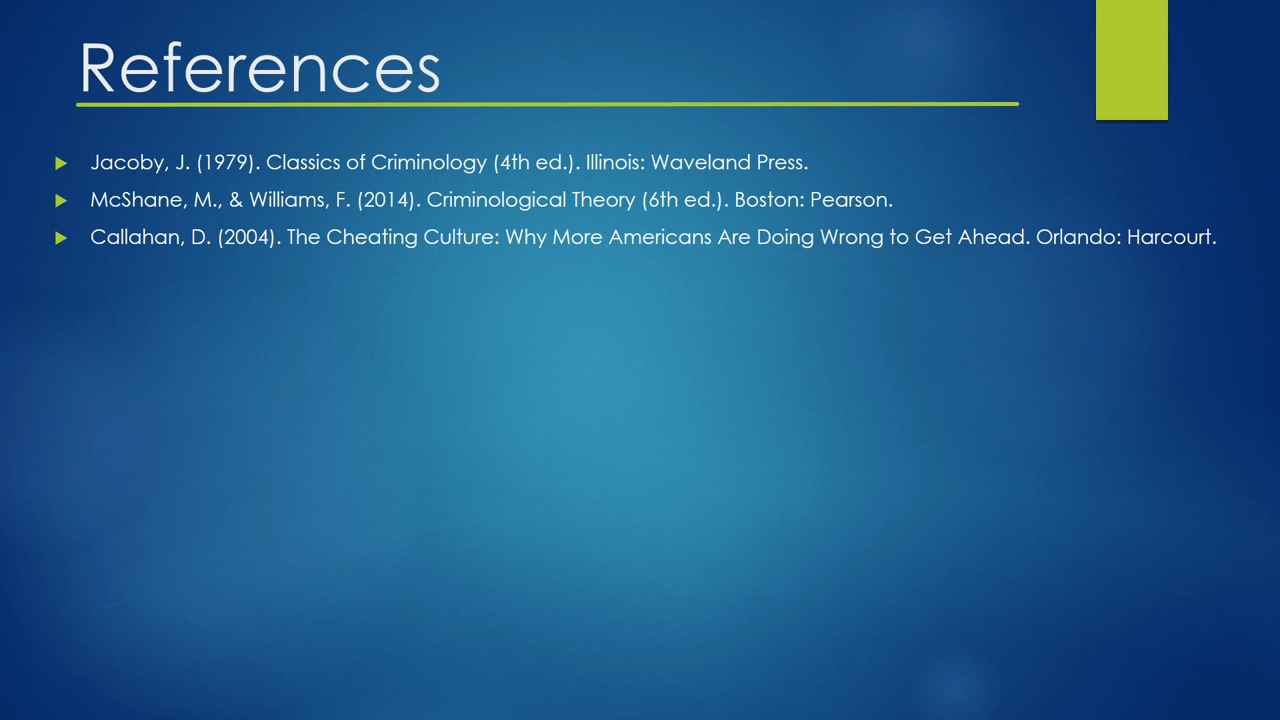 References
Jacoby, J. (1979). Classics of Criminology (4th ed.). Illinois: Waveland Press.
McShane, M., & Williams, F. (2014). Criminological Theory (6th ed.). Boston: Pearson.
Callahan, D. (2004). The Cheating Culture: Why More Americans Are Doing Wrong to Get Ahead. Orlando: Harcourt.